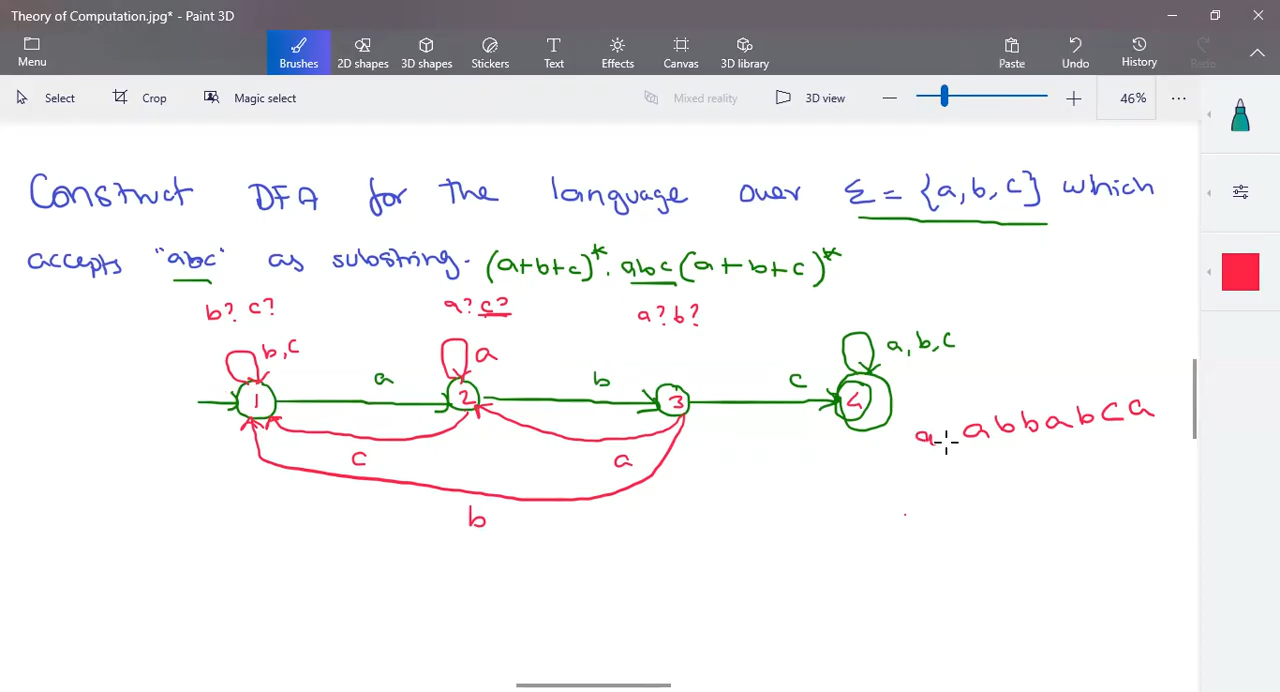 Theory of Computation.jpg* - Paint 3D
Menu
Brushes
2D shapes
3D shapes
Stickers
Text
Effects
Canvas
3D library
Paste
Undo
History
Redo
Select
Crop
Magic select
Mixed reality
3D view
46%
Construct DFA for the language over Σ = {a, b, c} which
accepts "abc" as substring. (a+b+c)*. abc (a+b+c)*
b? c? a? c? a? b?
b, c a a, b, c
a b c
1 2 3 4
a abbabca
c a
b